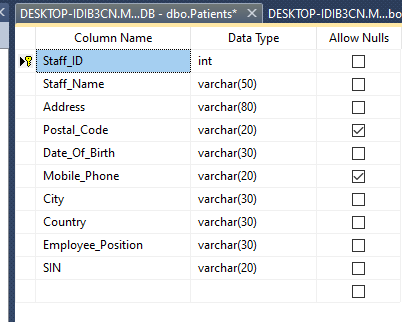 DESKTOP-IDIB3CN.M...DB - dbo.Patients* DESKTOP-IDIB3CN.M...bo
Column Name Data Type Allow Nulls
Staff_ID int
Staff_Name varchar(50)
Address varchar(80)
Postal_Code varchar(20)
Date_Of_Birth varchar(30)
Mobile_Phone varchar(20)
City varchar(30)
Country varchar(30)
Employee_Position varchar(30)
SIN varchar(20)